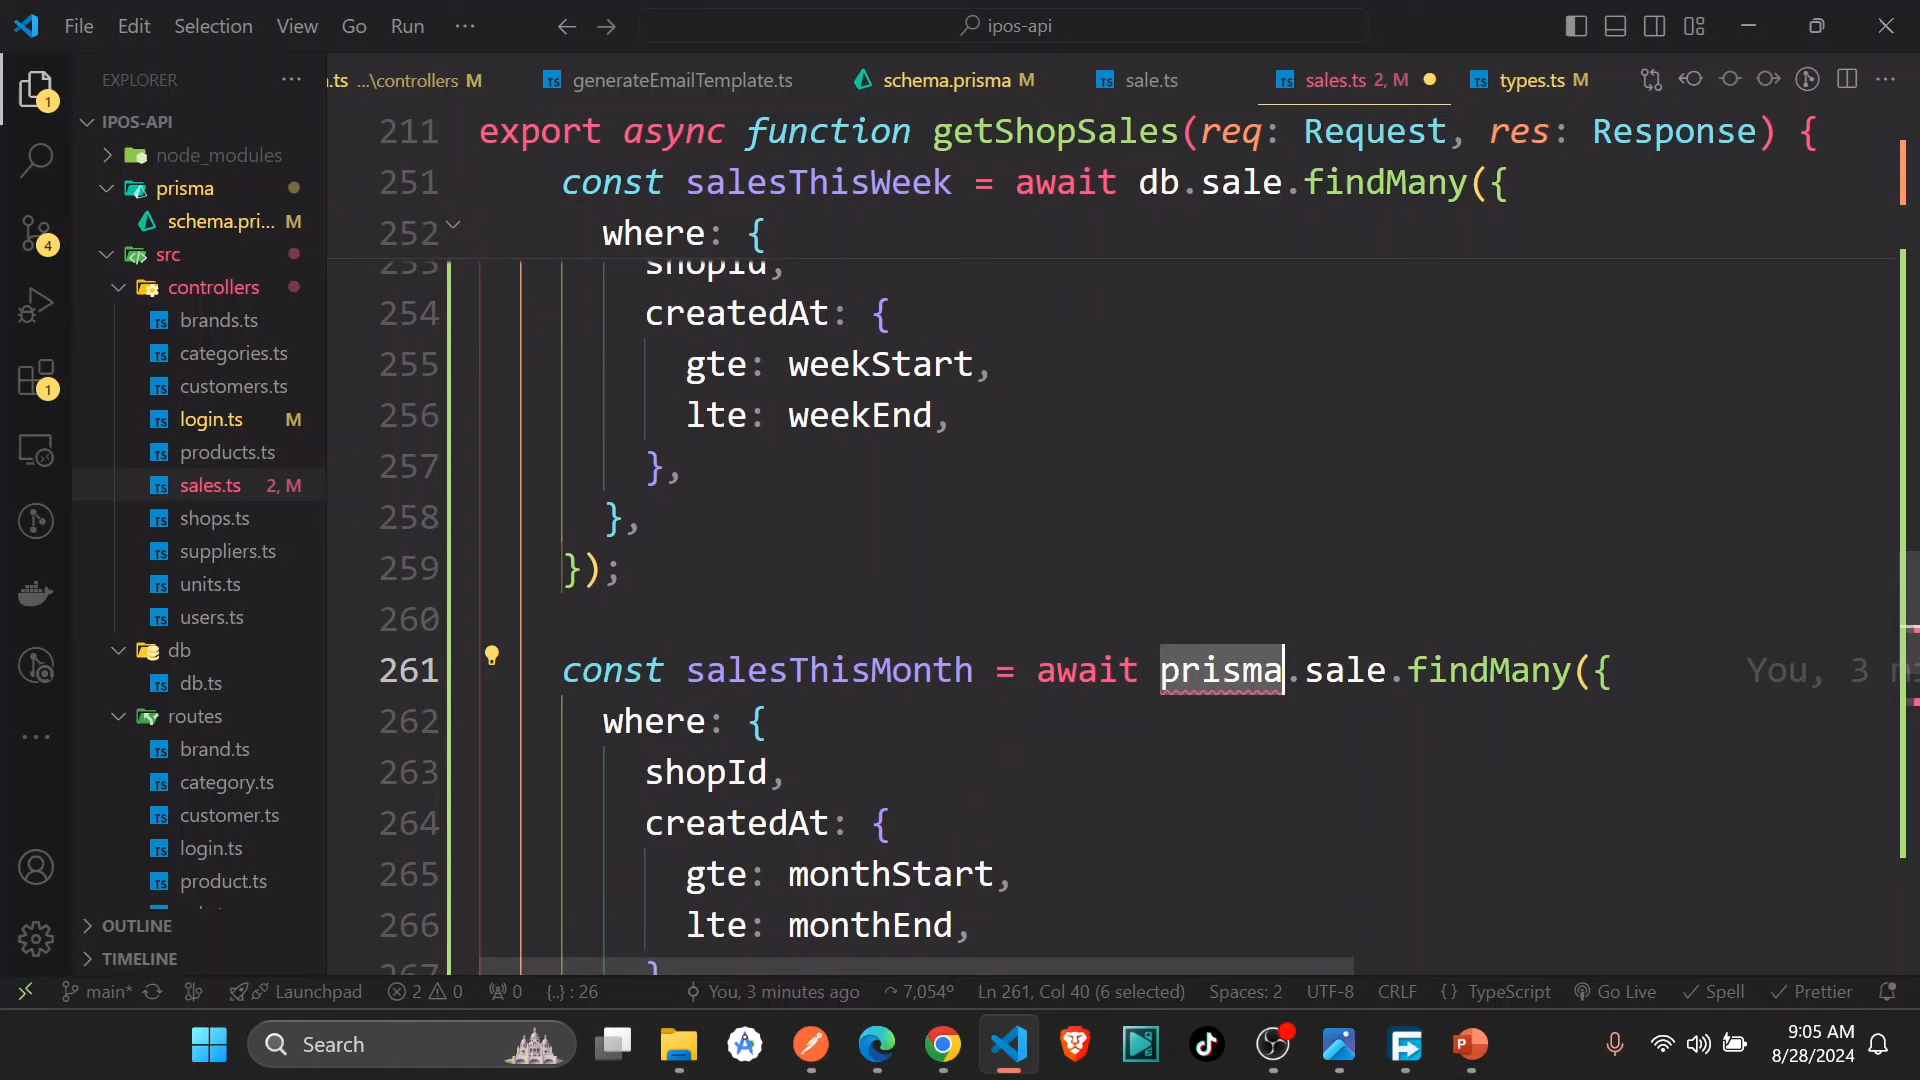 File Edit Selection View Go Run ···
ipos-api
EXPLORER ···
.ts ...\controllers M
generateEmailTemplate.ts
schema.prisma M
sale.ts
sales.ts 2, M
types.ts M
IPOS-API
node_modules
prisma
schema.pri... M
src
controllers
brands.ts
categories.ts
customers.ts
login.ts M
products.ts
sales.ts 2, M
shops.ts
suppliers.ts
units.ts
users.ts
db
db.ts
routes
brand.ts
category.ts
customer.ts
login.ts
product.ts
OUTLINE
TIMELINE
1
4
1
211 export async function getShopSales(req: Request, res: Response) {
251 const salesThisWeek = await db.sale.findMany({
252 where: {
253 shopId,
254 createdAt: {
255 gte: weekStart,
256 lte: weekEnd,
257 },
258 },
259 });
260
261 const salesThisMonth = await prisma.sale.findMany({ You, 3
262 where: {
263 shopId,
264 createdAt: {
265 gte: monthStart,
266 lte: monthEnd,
267 }
main* Launchpad 2 0 0 {..} : 26 You, 3 minutes ago 7,054° Ln 261, Col 40 (6 selected) Spaces: 2 UTF-8 CRLF {} TypeScript Go Live Spell Prettier
Search
9:05 AM
8/28/2024